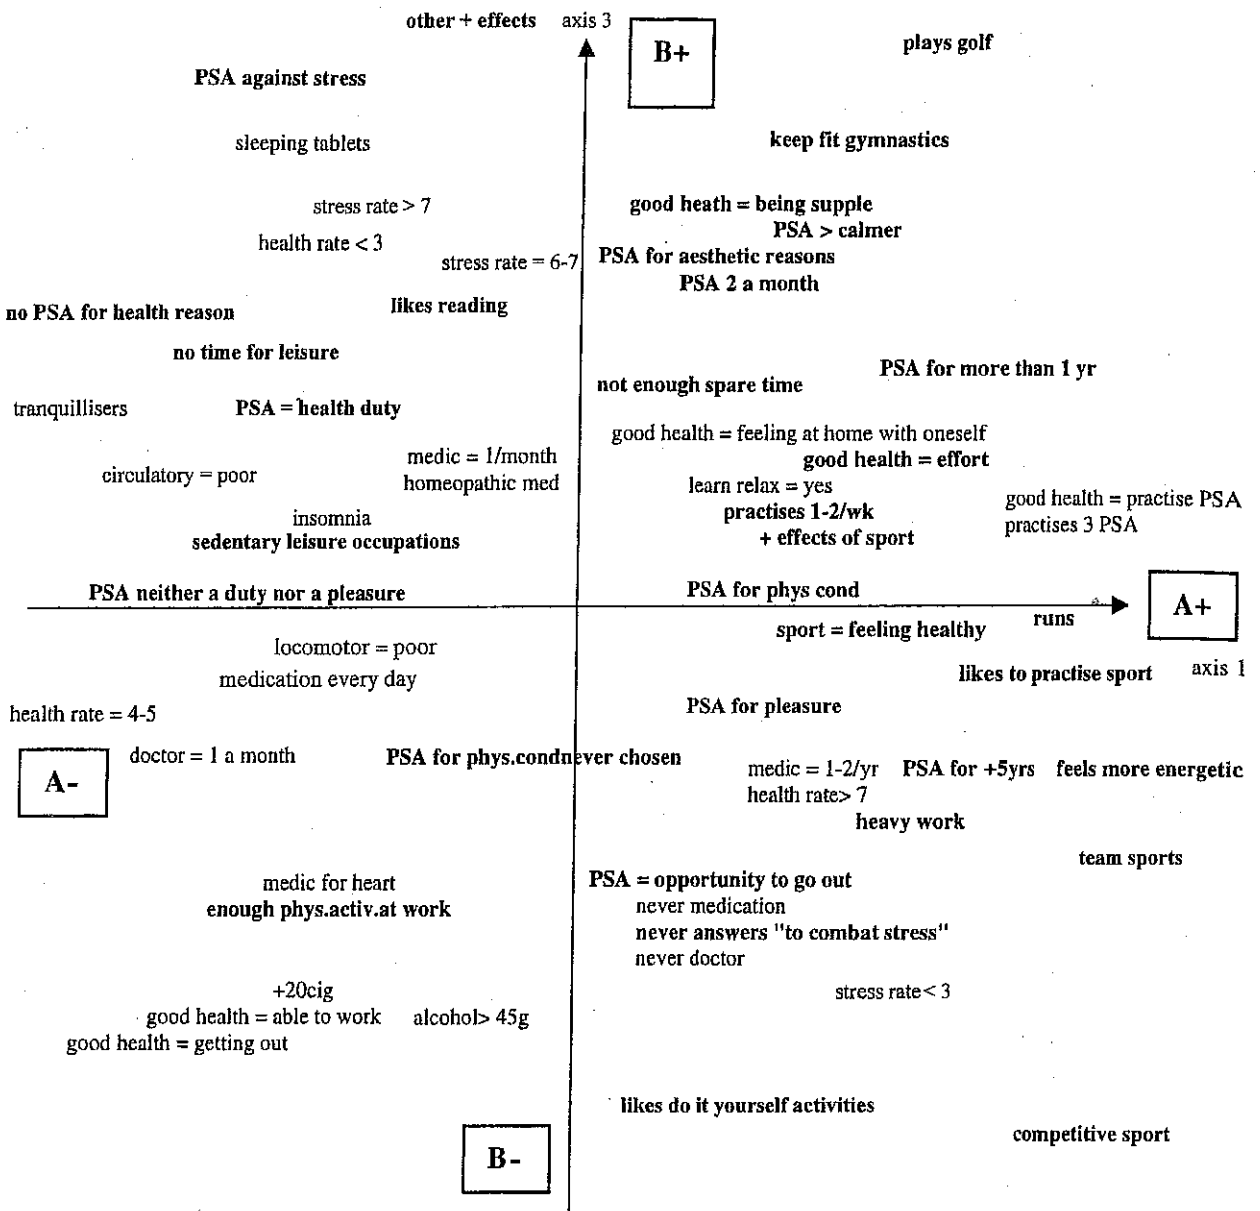 other + effects axis 3
B+
plays golf
PSA against stress
sleeping tablets
keep fit gymnastics
stress rate > 7
good heath = being supple
PSA > calmer
health rate < 3
stress rate = 6-7
PSA for aesthetic reasons
PSA 2 a month
no PSA for health reason
likes reading
no time for leisure
PSA for more than 1 yr
not enough spare time
tranquillisers
PSA = health duty
good health = feeling at home with oneself
medic = 1/month
good health = effort
circulatory = poor
homeopathic med
learn relax = yes
good health = practise PSA
practises 1-2/wk
practises 3 PSA
insomnia
+ effects of sport
sedentary leisure occupations
PSA neither a duty nor a pleasure
PSA for phys cond
A+
runs
sport = feeling healthy
locomotor = poor
likes to practise sport
axis 1
medication every day
health rate = 4-5
PSA for pleasure
doctor = 1 a month
PSA for phys.condnever chosen
A-
medic = 1-2/yr
PSA for +5yrs
feels more energetic
health rate> 7
heavy work
team sports
medic for heart
PSA = opportunity to go out
enough phys.activ.at work
never medication
never answers "to combat stress"
never doctor
+20cig
stress rate< 3
good health = able to work
alcohol> 45g
good health = getting out
likes do it yourself activities
competitive sport
B-